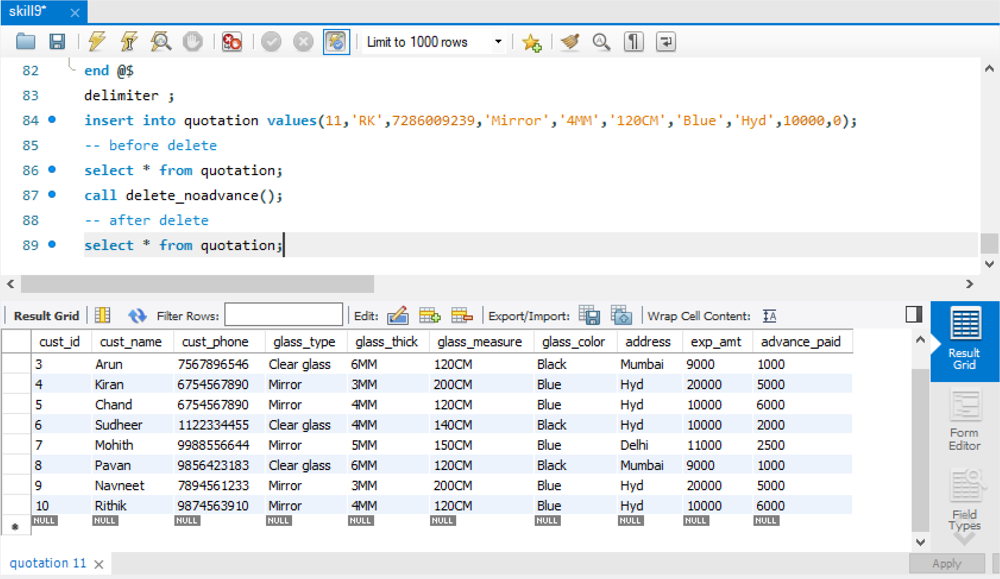 skill9*
Limit to 1000 rows
82 end @$
83 delimiter ;
84 insert into quotation values(11,'RK',7286009239,'Mirror','4MM','120CM','Blue','Hyd',10000,0);
85 -- before delete
86 select * from quotation;
87 call delete_noadvance();
88 -- after delete
89 select * from quotation;
Result Grid Filter Rows: Edit: Export/Import: Wrap Cell Content:
cust_id cust_name cust_phone glass_type glass_thick glass_measure glass_color address exp_amt advance_paid
3 Arun 7567896546 Clear glass 6MM 120CM Black Mumbai 9000 1000
4 Kiran 6754567890 Mirror 3MM 200CM Blue Hyd 20000 5000
5 Chand 6754567890 Mirror 4MM 120CM Blue Hyd 10000 6000
6 Sudheer 1122334455 Clear glass 4MM 140CM Black Hyd 10000 2000
7 Mohith 9988556644 Mirror 5MM 150CM Blue Delhi 11000 2500
8 Pavan 9856423183 Clear glass 6MM 120CM Black Mumbai 9000 1000
9 Navneet 7894561233 Mirror 3MM 200CM Blue Hyd 20000 5000
10 Rithik 9874563910 Mirror 4MM 120CM Blue Hyd 10000 6000
NULL NULL NULL NULL NULL NULL NULL NULL NULL NULL
Result
Grid
Form
Editor
Field
Types
quotation 11
Apply